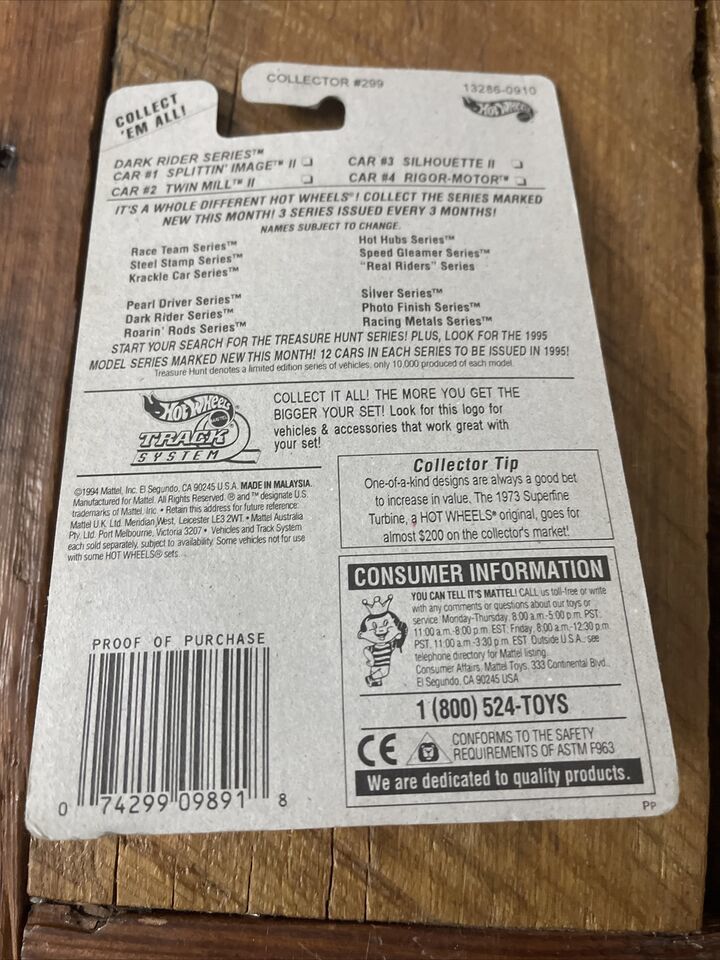 COLLECTOR #299
13286-0910
COLLECT
'EM ALL!
Hot Wheels
DARK RIDER SERIES™
CAR #1 SPLITTIN' IMAGE™ II
CAR #2 TWIN MILL™ II
CAR #3 SILHOUETTE II
CAR #4 RIGOR-MOTOR™
IT'S A WHOLE DIFFERENT HOT WHEELS®! COLLECT THE SERIES MARKED
NEW THIS MONTH! 3 SERIES ISSUED EVERY 3 MONTHS!
NAMES SUBJECT TO CHANGE.
Race Team Series™
Steel Stamp Series™
Krackle Car Series™
Hot Hubs Series™
Speed Gleamer Series™
"Real Riders" Series
Pearl Driver Series™
Dark Rider Series™
Roarin' Rods Series™
Silver Series™
Photo Finish Series™
Racing Metals Series™
START YOUR SEARCH FOR THE TREASURE HUNT SERIES! PLUS, LOOK FOR THE 1995
MODEL SERIES MARKED NEW THIS MONTH! 12 CARS IN EACH SERIES TO BE ISSUED IN 1995!
Treasure Hunt denotes a limited edition series of vehicles, only 10,000 produced of each model.
Hot Wheels
MATTEL
TRACK
SYSTEM
COLLECT IT ALL! THE MORE YOU GET THE
BIGGER YOUR SET! Look for this logo for
vehicles & accessories that work great with
your set!
©1994 Mattel, Inc. El Segundo, CA 90245 U.S.A. MADE IN MALAYSIA.
Manufactured for Mattel. All Rights Reserved. ® and ™ designate U.S.
trademarks of Mattel, Inc. • Retain this address for future reference:
Mattel U.K. Ltd. Meridian West, Leicester LE3 2WT. • Mattel Australia
Pty. Ltd. Port Melbourne, Victoria 3207 • Vehicles and Track System
each sold separately, subject to availability. Some vehicles not for use
with some HOT WHEELS® sets.
Collector Tip
One-of-a-kind designs are always a good bet
to increase in value. The 1973 Superfine
Turbine, a HOT WHEELS® original, goes for
almost $200 on the collector's market!
CONSUMER INFORMATION
YOU CAN TELL IT'S MATTEL! CALL us toll-free or write
with any comments or questions about our toys or
service. Monday-Thursday, 8:00 a.m.-5:00 p.m. PST,
11:00 a.m.-8:00 p.m. EST; Friday, 8:00 a.m.-12:30 p.m.
PST, 11:00 a.m.-3:30 p.m. EST. Outside U.S.A., see
telephone directory for Mattel listing.
Consumer Affairs, Mattel Toys, 333 Continental Blvd.,
El Segundo, CA 90245 USA
1 (800) 524-TOYS
CE
CONFORMS TO THE SAFETY
REQUIREMENTS OF ASTM F963
We are dedicated to quality products.
PROOF OF PURCHASE
0 74299 09891 8
PP